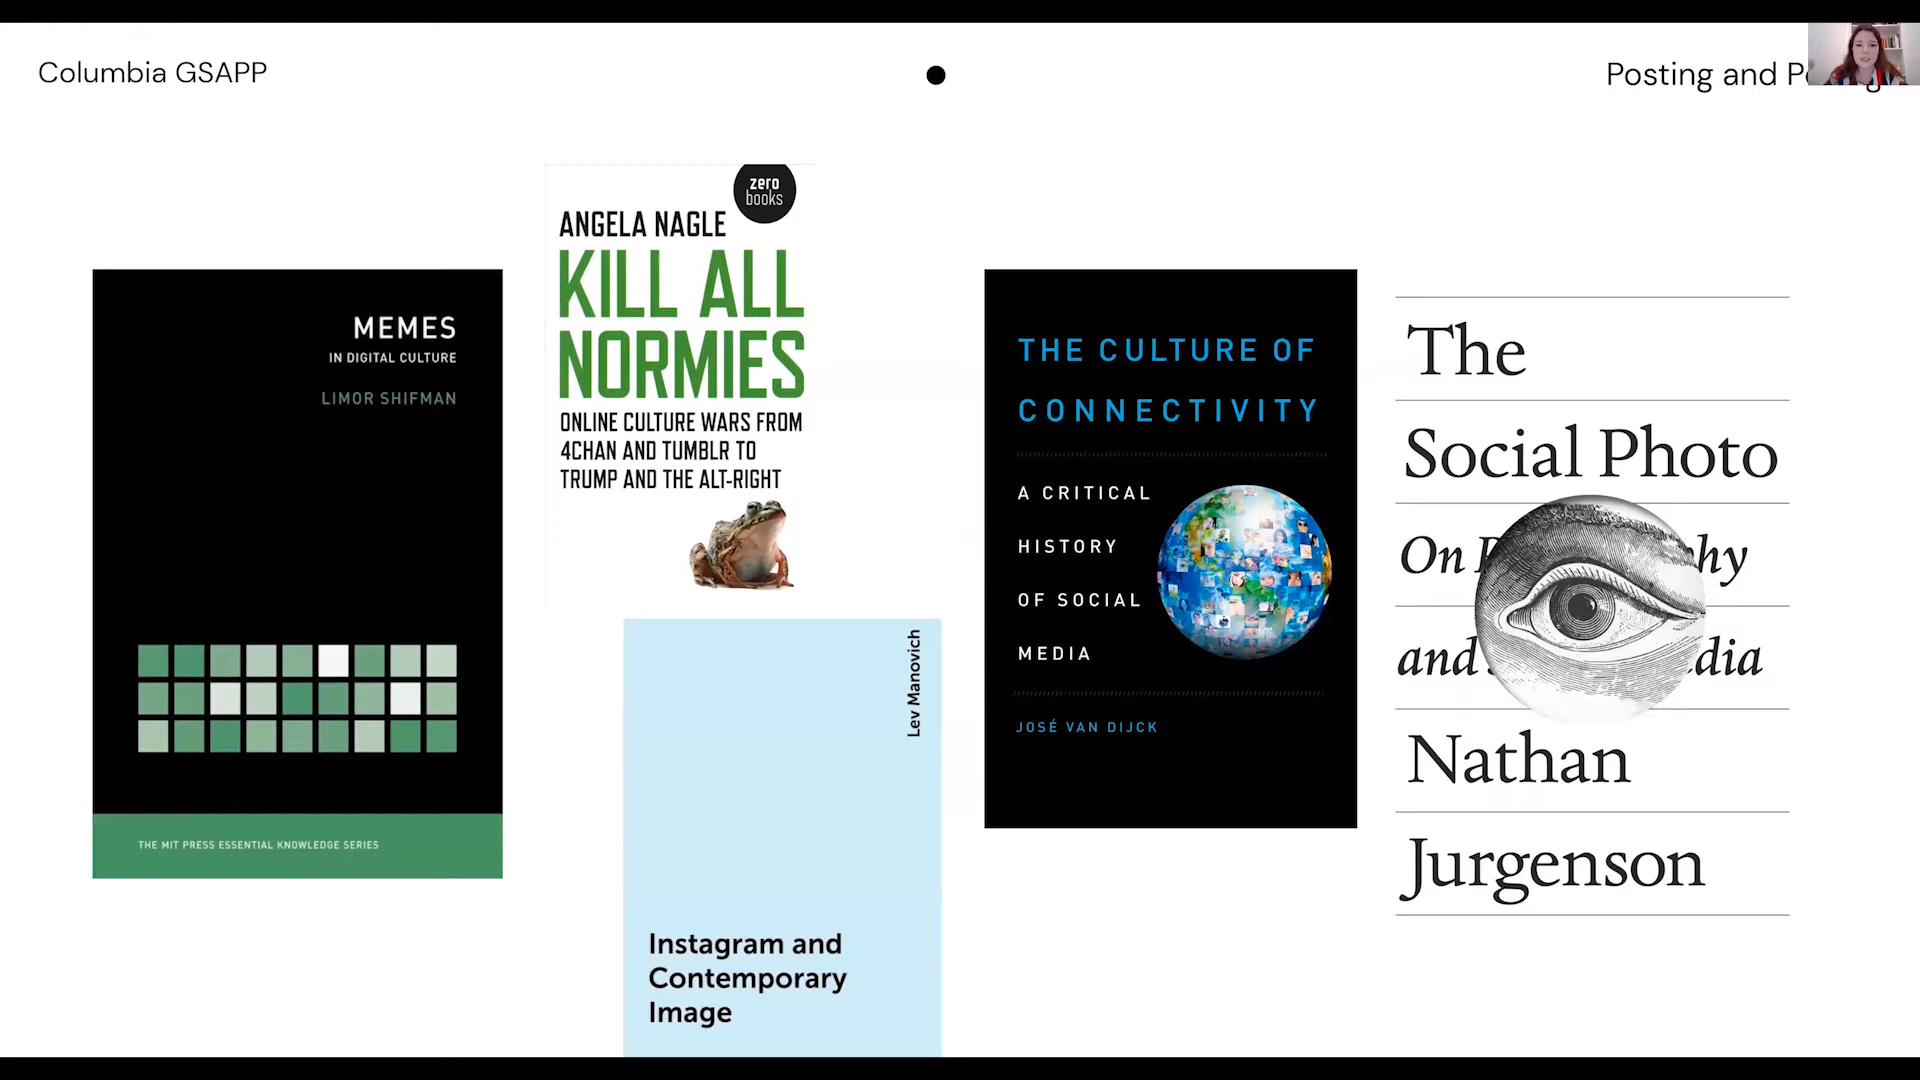 Columbia GSAPP
Posting and
MEMES
IN DIGITAL CULTURE
LIMOR SHIFMAN
THE MIT PRESS ESSENTIAL KNOWLEDGE SERIES
zero
books
ANGELA NAGLE
KILL ALL
NORMIES
ONLINE CULTURE WARS FROM
4CHAN AND TUMBLR TO
TRUMP AND THE ALT-RIGHT
Lev Manovich
Instagram and
Contemporary
Image
THE CULTURE OF
CONNECTIVITY
A CRITICAL
HISTORY
OF SOCIAL
MEDIA
JOSÉ VAN DIJCK
The
Social Photo
On
and
Nathan
Jurgenson